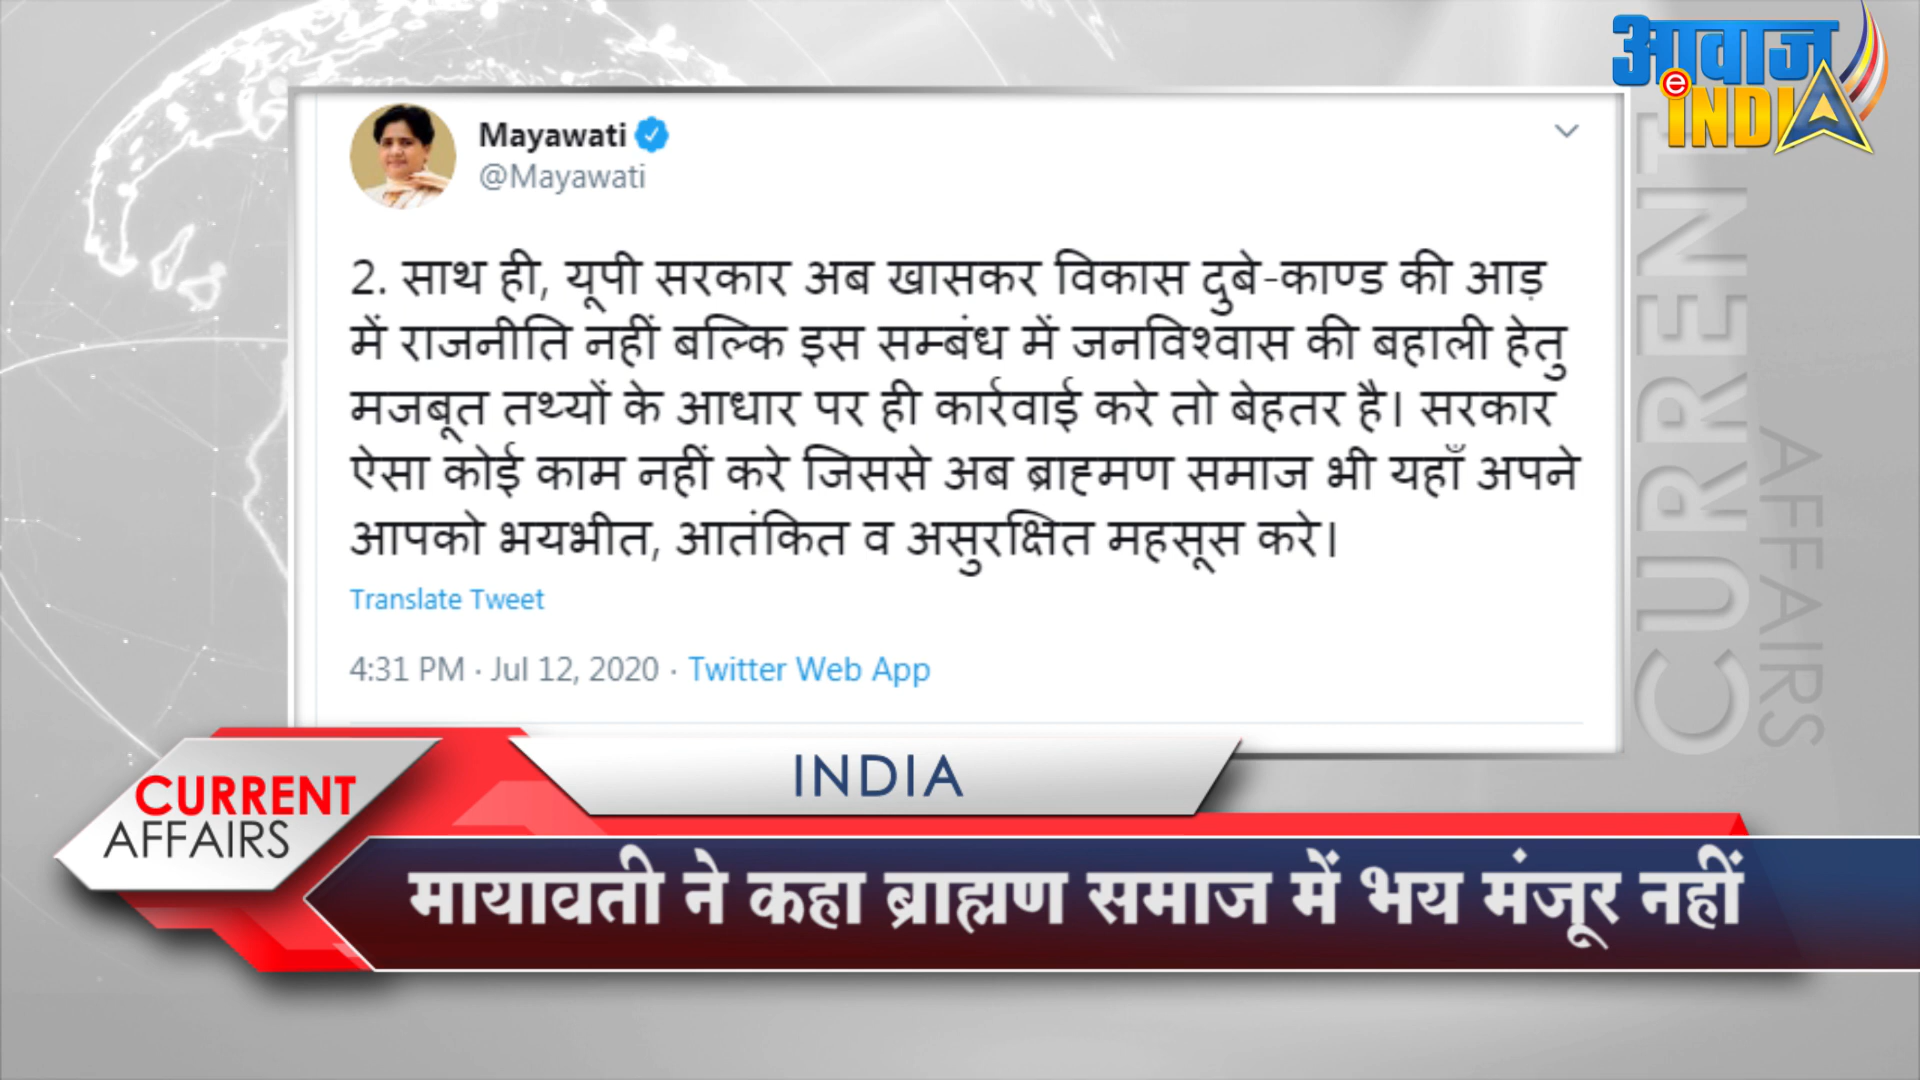 आवाज
e INDIA
Mayawati
@Mayawati
2. साथ ही, यूपी सरकार अब खासकर विकास दुबे-काण्ड की आड़
में राजनीति नहीं बल्कि इस सम्बंध में जनविश्वास की बहाली हेतु
मजबूत तथ्यों के आधार पर ही कार्रवाई करे तो बेहतर है। सरकार
ऐसा कोई काम नहीं करे जिससे अब ब्राह्मण समाज भी यहाँ अपने
आपको भयभीत, आतंकित व असुरक्षित महसूस करे।
Translate Tweet
4:31 PM · Jul 12, 2020 · Twitter Web App
CURRENT
AFFAIRS
INDIA
CURRENT
AFFAIRS
मायावती ने कहा ब्राह्मण समाज में भय मंजूर नहीं